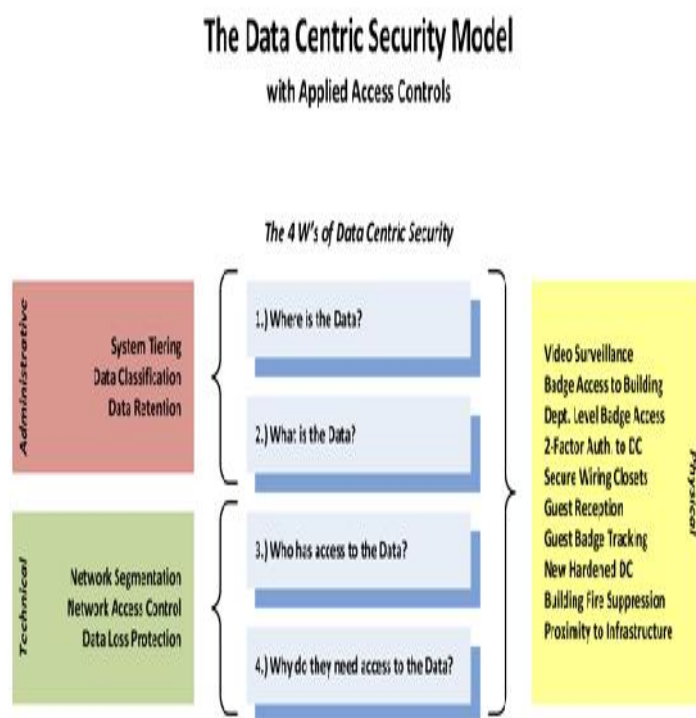 The Data Centric Security Model
with Applied Access Controls
The 4 W's of Data Centric Security
Administrative
System Tiering
Data Classification
Data Retention
Technical
Network Segmentation
Network Access Control
Data Loss Protection
1.) Where is the Data?
2.) What is the Data?
3.) Who has access to the Data?
4.) Why do they need access to the Data?
Video Surveillance
Badge Access to Building
Dept. Level Badge Access
2-Factor Auth. to DC
Secure Wiring Closets
Guest Reception
Guest Badge Tracking
New Hardened DC
Building Fire Suppression
Proximity to Infrastructure
Physical